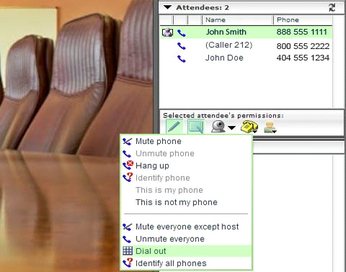 Attendees: 2
Name Phone
John Smith 888 555 1111
(Caller 212) 800 555 2222
John Doe 404 555 1234
Selected attendee's permissions:
Mute phone
Unmute phone
Hang up
Identify phone
This is my phone
This is not my phone
Mute everyone except host
Unmute everyone
Dial out
Identify all phones